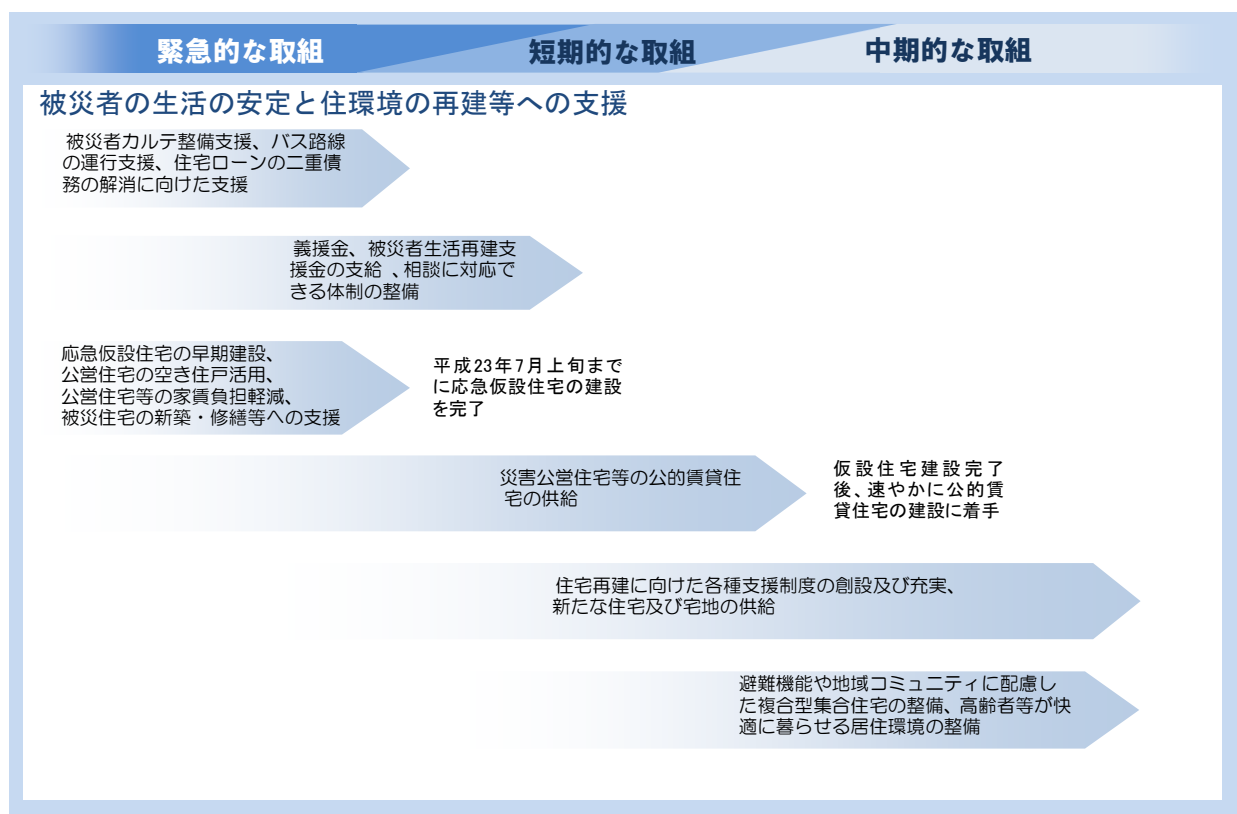 緊急的な取組
短期的な取組
中期的な取組
被災者の生活の安定と住環境の再建等への支援
被災者カルテ整備支援、バス路線
の運行支援、住宅ローンの二重債
務の解消に向けた支援
義援金、被災者生活再建支
援金の支給 、相談に対応で
きる体制の整備
応急仮設住宅の早期建設、
公営住宅の空き住戸活用、
公営住宅等の家賃負担軽減、
被災住宅の新築・修繕等への支援
平成23年7月上旬まで
に応急仮設住宅の建設
を完了
災害公営住宅等の公的賃貸住
宅の供給
仮設住宅建設完了
後、速やかに公的賃
貸住宅の建設に着手
住宅再建に向けた各種支援制度の創設及び充実、
新たな住宅及び宅地の供給
避難機能や地域コミュニティに配慮し
た複合型集合住宅の整備、高齢者等が快
適に暮らせる居住環境の整備